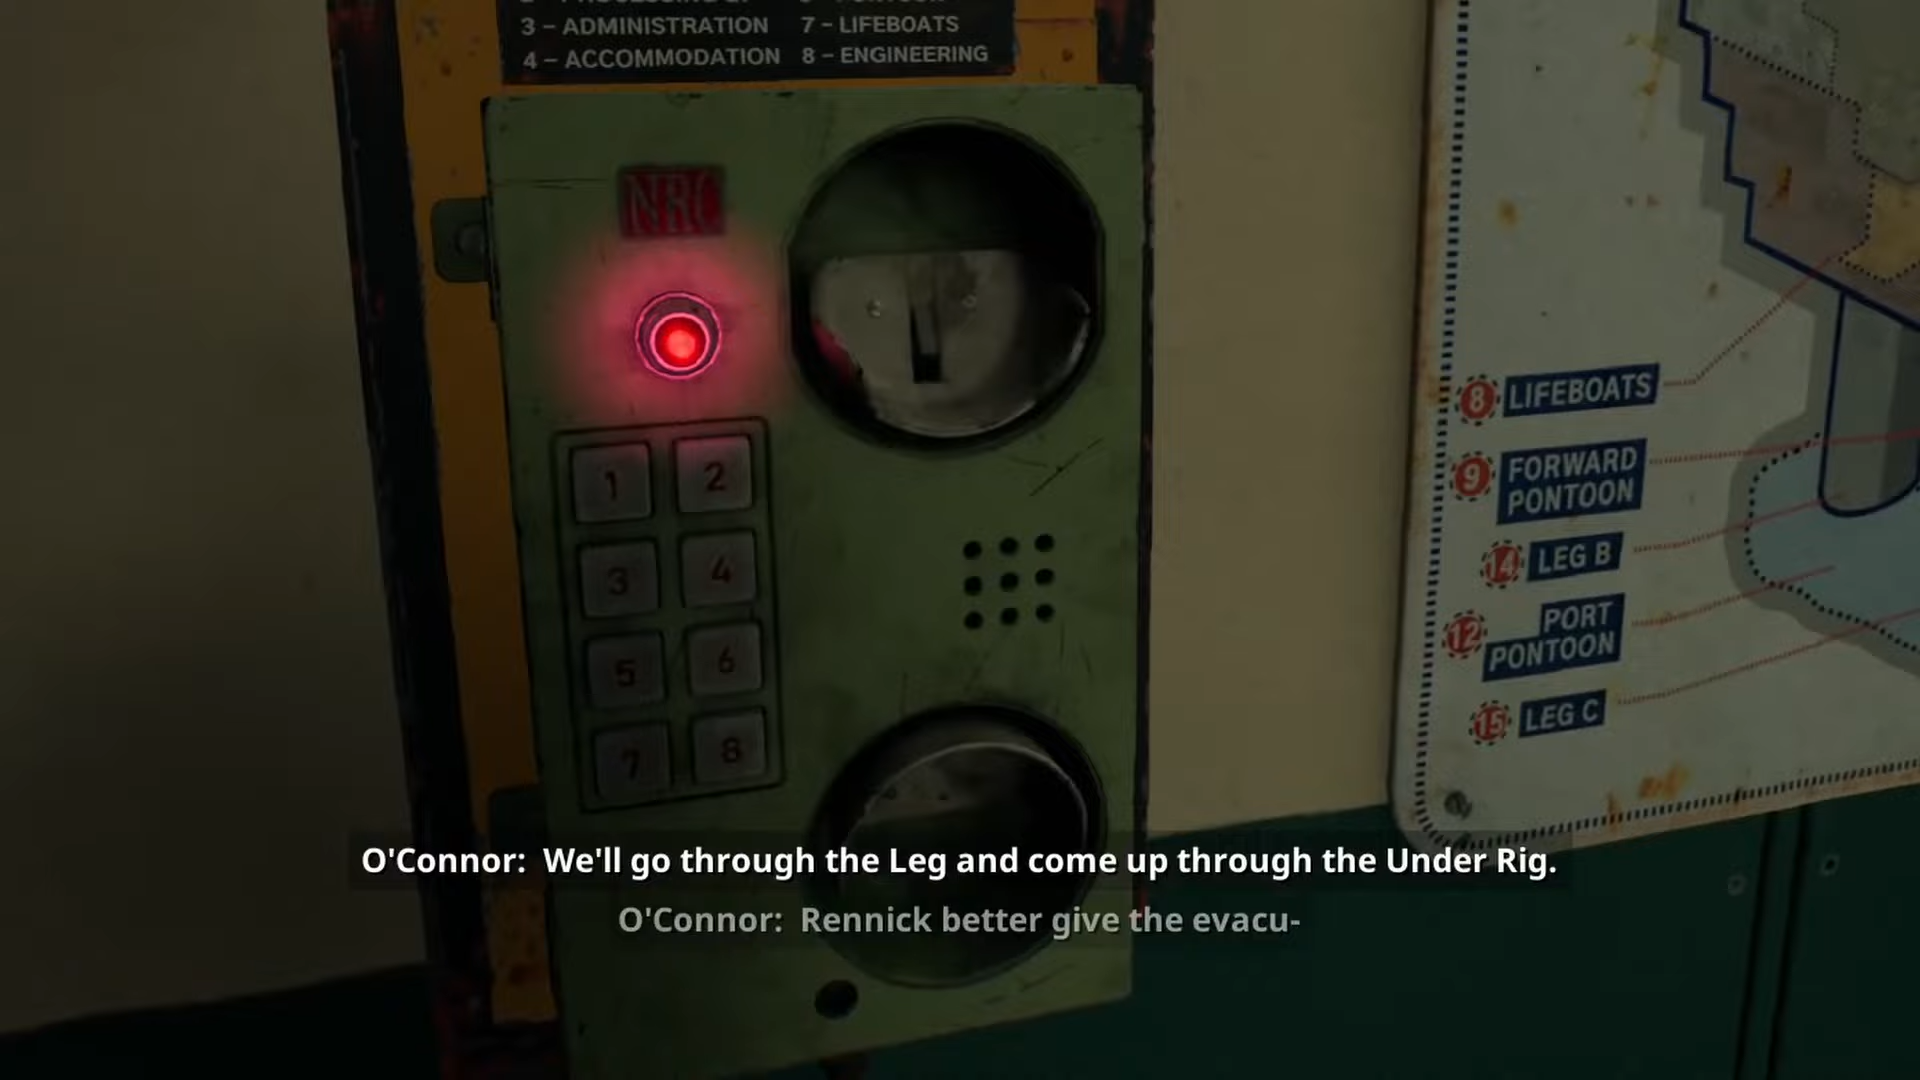 3 – ADMINISTRATION
7 – LIFEBOATS
4 – ACCOMMODATION
8 – ENGINEERING
NRC
1
2
3
4
5
6
7
8
8 LIFEBOATS
9 FORWARD
PONTOON
14 LEG B
12 PORT
PONTOON
15 LEG C
O'Connor: We'll go through the Leg and come up through the Under Rig.
O'Connor: Rennick better give the evacu-